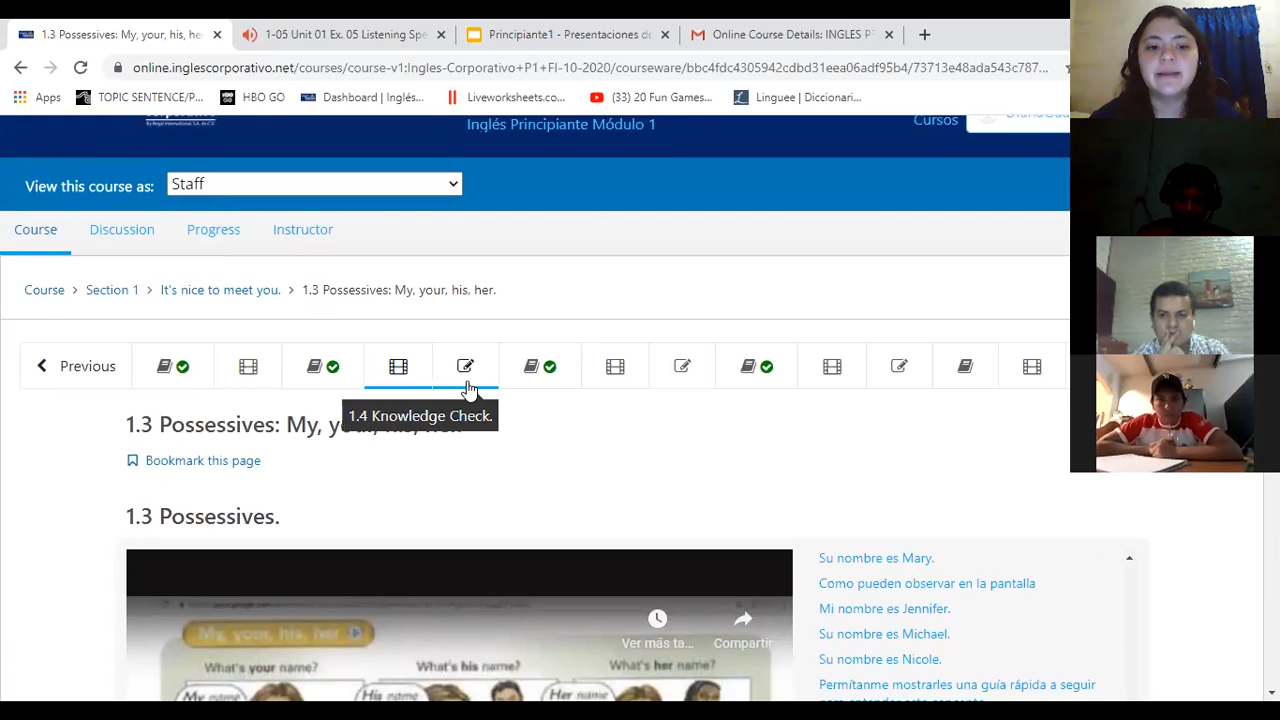 1.3 Possessives: My, your, his, he
1-05 Unit 01 Ex. 05 Listening Spe
Principiante1 - Presentaciones de
Online Course Details: INGLES P
online.inglescorporativo.net/courses/course-v1:Ingles-Corporativo+P1+FI-10-2020/courseware/bbc4fdc4305942cdbd31eea06adf95b4/73713e48ada543c787...
Apps
TOPIC SENTENCE/P...
HBO GO
Dashboard | Inglés...
Liveworksheets.co...
(33) 20 Fun Games...
Linguee | Diccionari...
Inglés Principiante Módulo 1
Cursos
View this course as:
Staff
Course
Discussion
Progress
Instructor
Course > Section 1 > It's nice to meet you. > 1.3 Possessives: My, your, his, her.
Previous
1.4 Knowledge Check.
1.3 Possessives: My, 
Bookmark this page
1.3 Possessives.
My, your, his, her
What's your name?
What's his name?
What's her name?
My name
His name
Her name
Ver más ta...
Compartir
Su nombre es Mary.
Como pueden observar en la pantalla
Mi nombre es Jennifer.
Su nombre es Michael.
Su nombre es Nicole.
Permítanme mostrarles una guía rápida a seguir